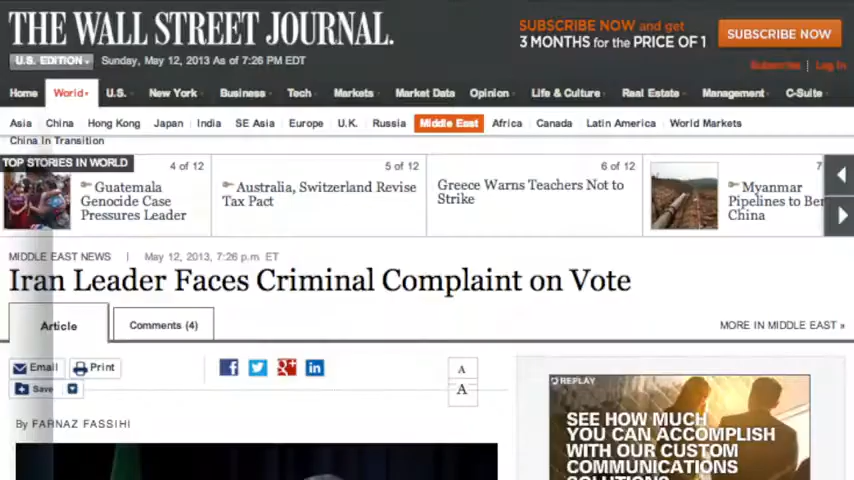 THE WALL STREET JOURNAL.
SUBSCRIBE NOW and get
3 MONTHS for the PRICE OF 1
SUBSCRIBE NOW
U.S. EDITION
Sunday, May 12, 2013 As of 7:26 PM EDT
Subscribe | Log In
Home World U.S. New York Business Tech Markets Market Data Opinion Life & Culture Real Estate Management C-Suite
Asia China Hong Kong Japan India SE Asia Europe U.K. Russia Middle East Africa Canada Latin America World Markets
China In Transition
TOP STORIES IN WORLD
4 of 12
Guatemala
Genocide Case
Pressures Leader
5 of 12
Australia, Switzerland Revise
Tax Pact
6 of 12
Greece Warns Teachers Not to
Strike
7
Myanmar
Pipelines to Ben
China
MIDDLE EAST NEWS | May 12, 2013, 7:26 p.m. ET
Iran Leader Faces Criminal Complaint on Vote
Article
Comments (4)
MORE IN MIDDLE EAST »
Email
Print
Save
f
in
A
A
By FARNAZ FASSIHI
REPLAY
SEE HOW MUCH
YOU CAN ACCOMPLISH
WITH OUR CUSTOM
COMMUNICATIONS
SOLUTIONS